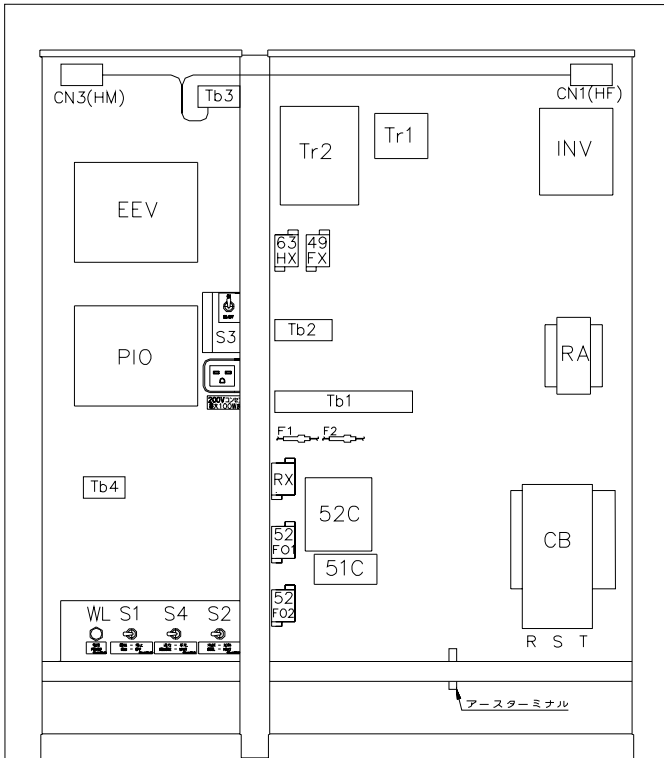 CN3(HM)
Tb3
CN1(HF)
Tr2
Tr1
INV
EEV
63
HX
49
FX
S3
Tb2
PIO
RA
Tb1
F1
F2
Tb4
RX
52C
CB
52
FO1
51C
52
FO2
WL
S1
S4
S2
R S T
アースターミナル